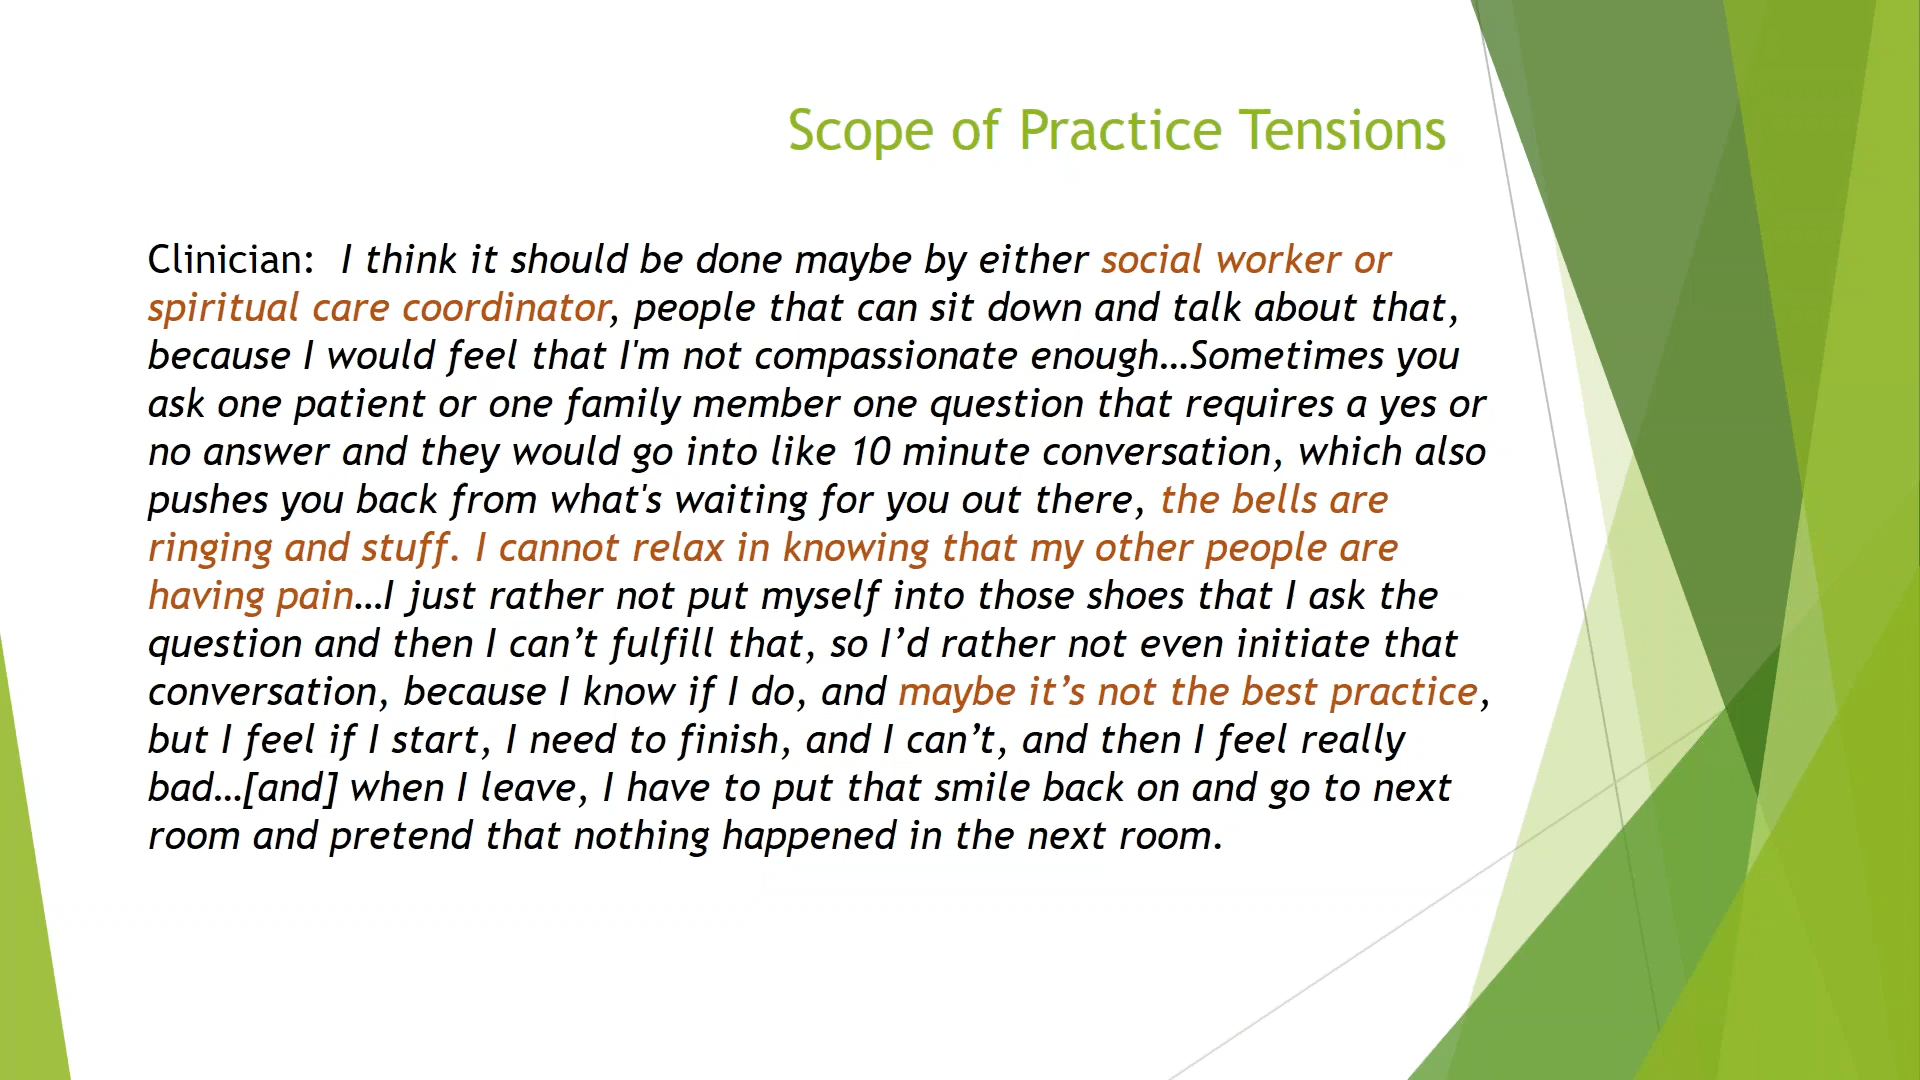 Scope of Practice Tensions
Clinician:  I think it should be done maybe by either social worker or
spiritual care coordinator, people that can sit down and talk about that,
because I would feel that I'm not compassionate enough…Sometimes you
ask one patient or one family member one question that requires a yes or
no answer and they would go into like 10 minute conversation, which also
pushes you back from what's waiting for you out there, the bells are
ringing and stuff. I cannot relax in knowing that my other people are
having pain…I just rather not put myself into those shoes that I ask the
question and then I can’t fulfill that, so I’d rather not even initiate that
conversation, because I know if I do, and maybe it’s not the best practice,
but I feel if I start, I need to finish, and I can’t, and then I feel really
bad…[and] when I leave, I have to put that smile back on and go to next
room and pretend that nothing happened in the next room.